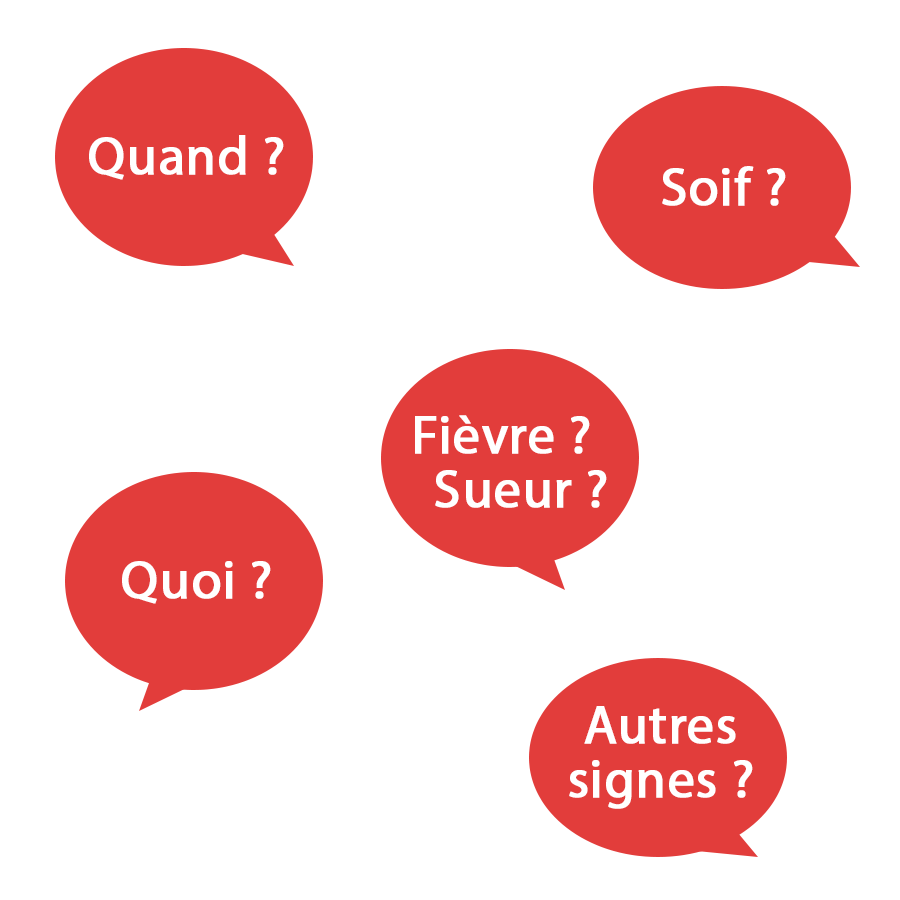 Quand ?
Soif ?
Fièvre ?
Sueur ?
Quoi ?
Autres
signes ?